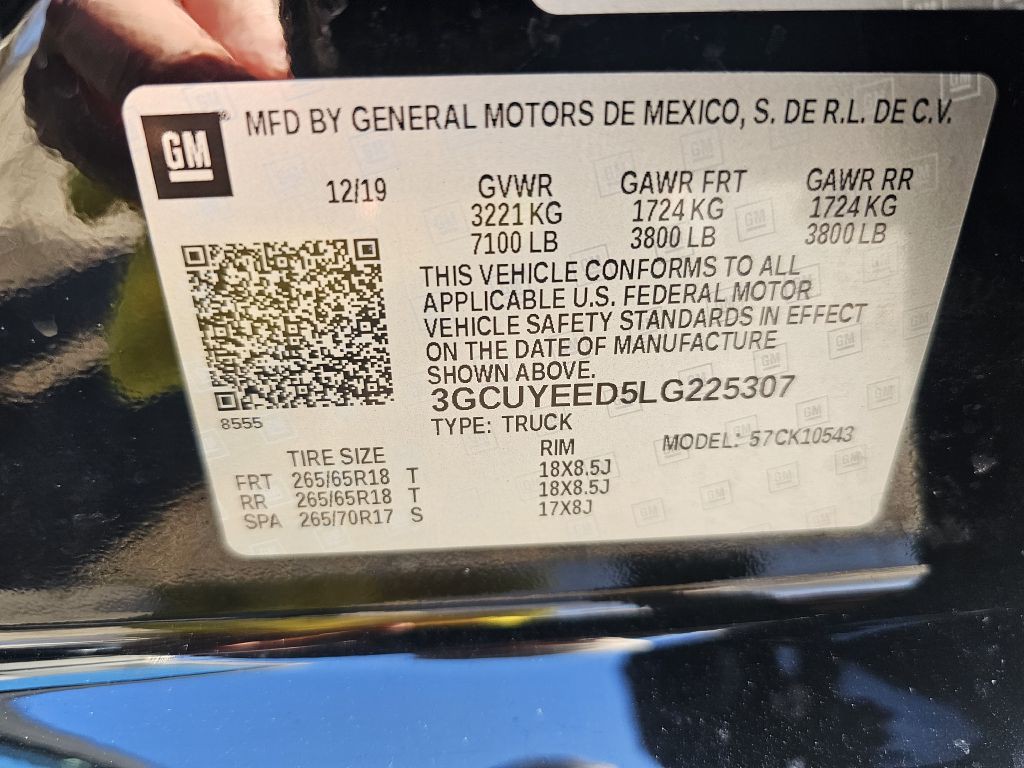 GM MFD BY GENERAL MOTORS DE MEXICO, S. DE R.L. DE C.V.
12/19 GVWR GAWR FRT GAWR RR
3221 KG 1724 KG 1724 KG
7100 LB 3800 LB 3800 LB
THIS VEHICLE CONFORMS TO ALL
APPLICABLE U.S. FEDERAL MOTOR
VEHICLE SAFETY STANDARDS IN EFFECT
ON THE DATE OF MANUFACTURE
SHOWN ABOVE.
3GCUYEED5LG225307
8555
TYPE: TRUCK
MODEL: 57CK10543
TIRE SIZE RIM
FRT 265/65R18 T 18X8.5J
RR 265/65R18 T 18X8.5J
SPA 265/70R17 S 17X8J